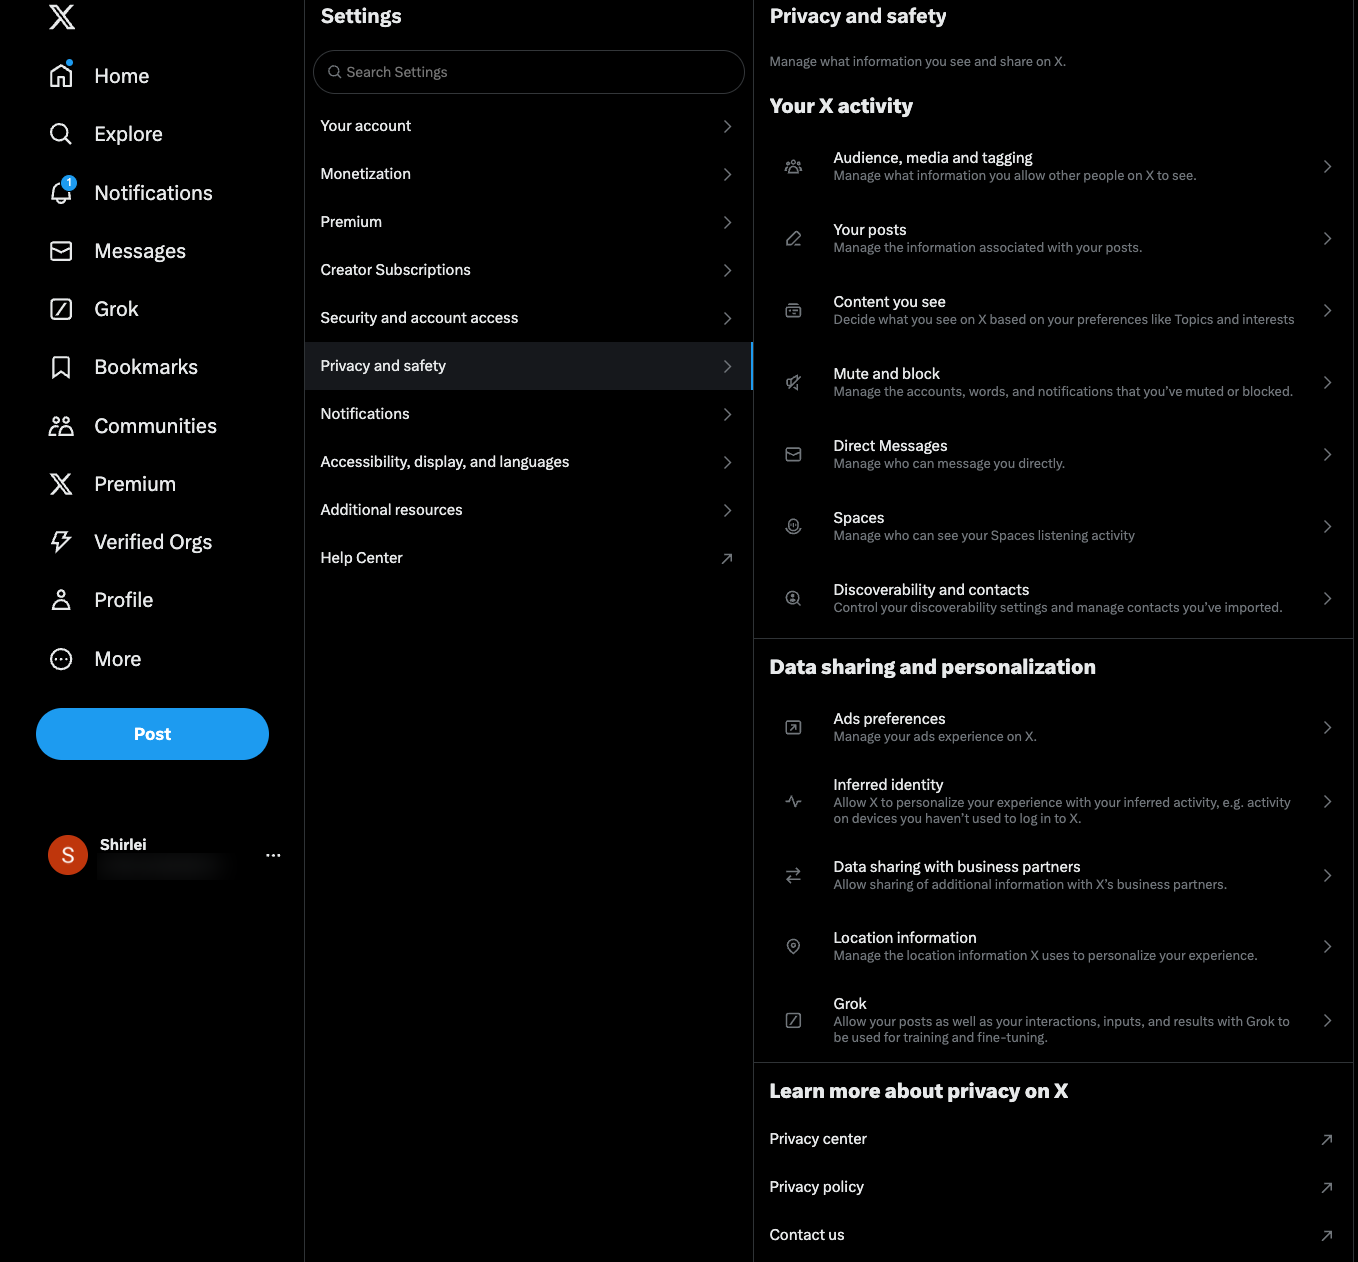 Home
Explore
1
Notifications
Messages
Grok
Bookmarks
Communities
Premium
Verified Orgs
Profile
More
Post
S
Shirlei
Settings
Search Settings
Your account
Monetization
Premium
Creator Subscriptions
Security and account access
Privacy and safety
Notifications
Accessibility, display, and languages
Additional resources
Help Center
Privacy and safety
Manage what information you see and share on X.
Your X activity
Audience, media and tagging
Manage what information you allow other people on X to see.
Your posts
Manage the information associated with your posts.
Content you see
Decide what you see on X based on your preferences like Topics and interests
Mute and block
Manage the accounts, words, and notifications that you’ve muted or blocked.
Direct Messages
Manage who can message you directly.
Spaces
Manage who can see your Spaces listening activity
Discoverability and contacts
Control your discoverability settings and manage contacts you’ve imported.
Data sharing and personalization
Ads preferences
Manage your ads experience on X.
Inferred identity
Allow X to personalize your experience with your inferred activity, e.g. activity
on devices you haven’t used to log in to X.
Data sharing with business partners
Allow sharing of additional information with X’s business partners.
Location information
Manage the location information X uses to personalize your experience.
Grok
Allow your posts as well as your interactions, inputs, and results with Grok to
be used for training and fine-tuning.
Learn more about privacy on X
Privacy center
Privacy policy
Contact us